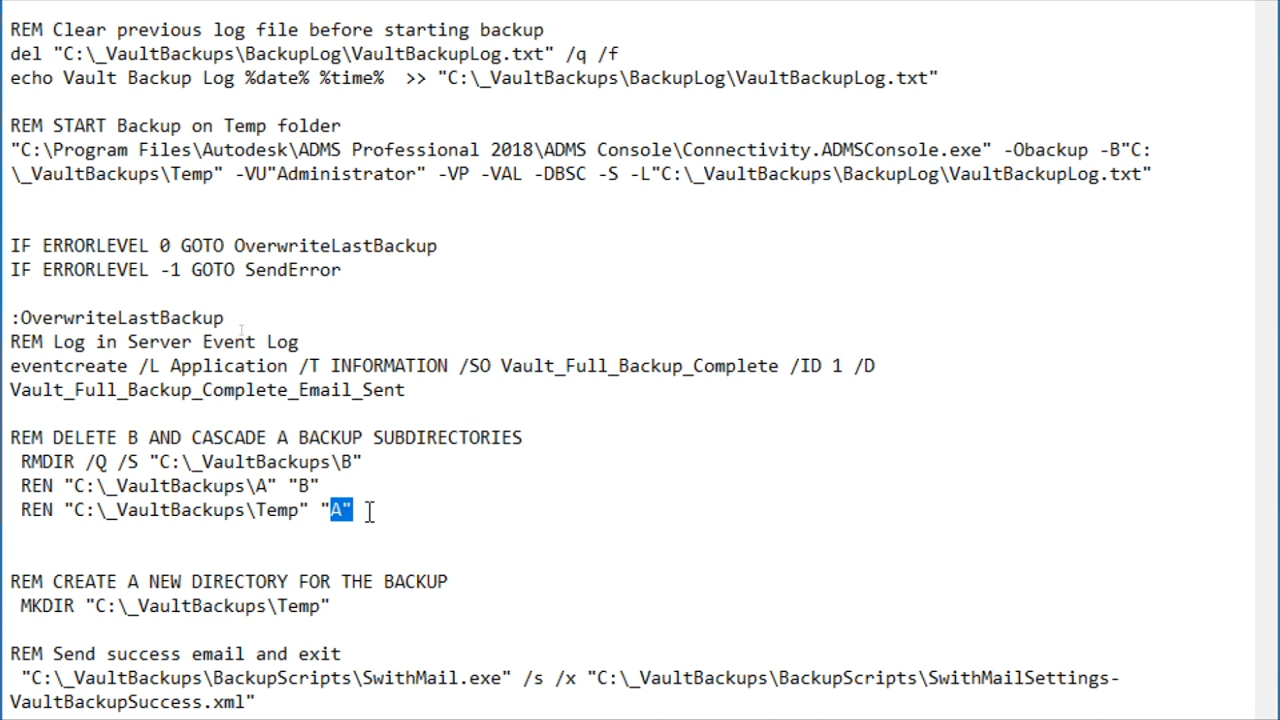 REM Clear previous log file before starting backup
del "C:\_VaultBackups\BackupLog\VaultBackupLog.txt" /q /f
echo Vault Backup Log %date% %time%  >> "C:\_VaultBackups\BackupLog\VaultBackupLog.txt"
REM START Backup on Temp folder
"C:\Program Files\Autodesk\ADMS Professional 2018\ADMS Console\Connectivity.ADMSConsole.exe" -Obackup -B"C:
\_VaultBackups\Temp" -VU"Administrator" -VP -VAL -DBSC -S -L"C:\_VaultBackups\BackupLog\VaultBackupLog.txt"
IF ERRORLEVEL 0 GOTO OverwriteLastBackup
IF ERRORLEVEL -1 GOTO SendError
:OverwriteLastBackup
REM Log in Server Event Log
eventcreate /L Application /T INFORMATION /SO Vault_Full_Backup_Complete /ID 1 /D
Vault_Full_Backup_Complete_Email_Sent
REM DELETE B AND CASCADE A BACKUP SUBDIRECTORIES
RMDIR /Q /S "C:\_VaultBackups\B"
REN "C:\_VaultBackups\A" "B"
REN "C:\_VaultBackups\Temp" "A"
REM CREATE A NEW DIRECTORY FOR THE BACKUP
MKDIR "C:\_VaultBackups\Temp"
REM Send success email and exit
"C:\_VaultBackups\BackupScripts\SwithMail.exe" /s /x "C:\_VaultBackups\BackupScripts\SwithMailSettings-
VaultBackupSuccess.xml"